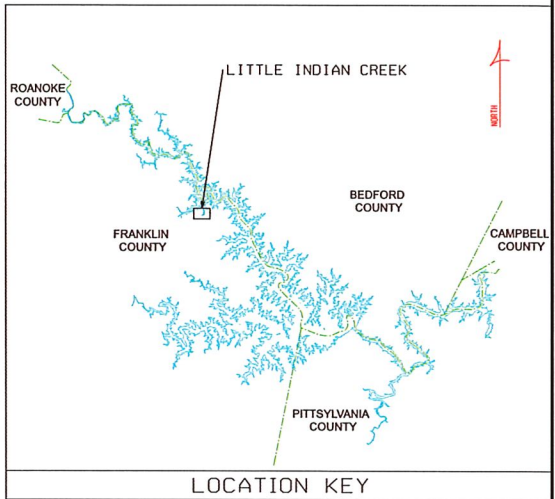 LITTLE INDIAN CREEK
ROANOKE
COUNTY
NORTH
BEDFORD
COUNTY
FRANKLIN
COUNTY
CAMPBELL
COUNTY
PITTSYLVANIA
COUNTY
LOCATION KEY